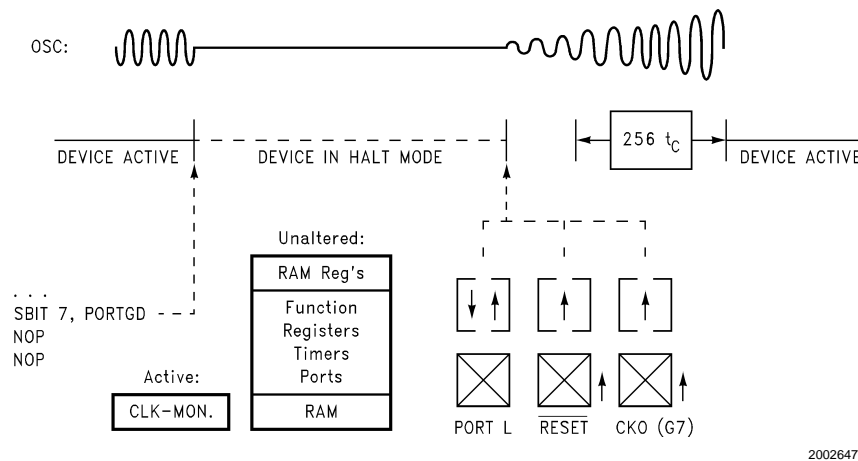 OSC:
256 tC
DEVICE ACTIVE
DEVICE IN HALT MODE
DEVICE ACTIVE
Unaltered:
RAM Reg's
Function
Registers
Timers
Ports
RAM
. . .
SBIT 7, PORTGD
NOP
NOP
Active:
CLK-MON.
PORT L
RESET
CKO (G7)
2002647